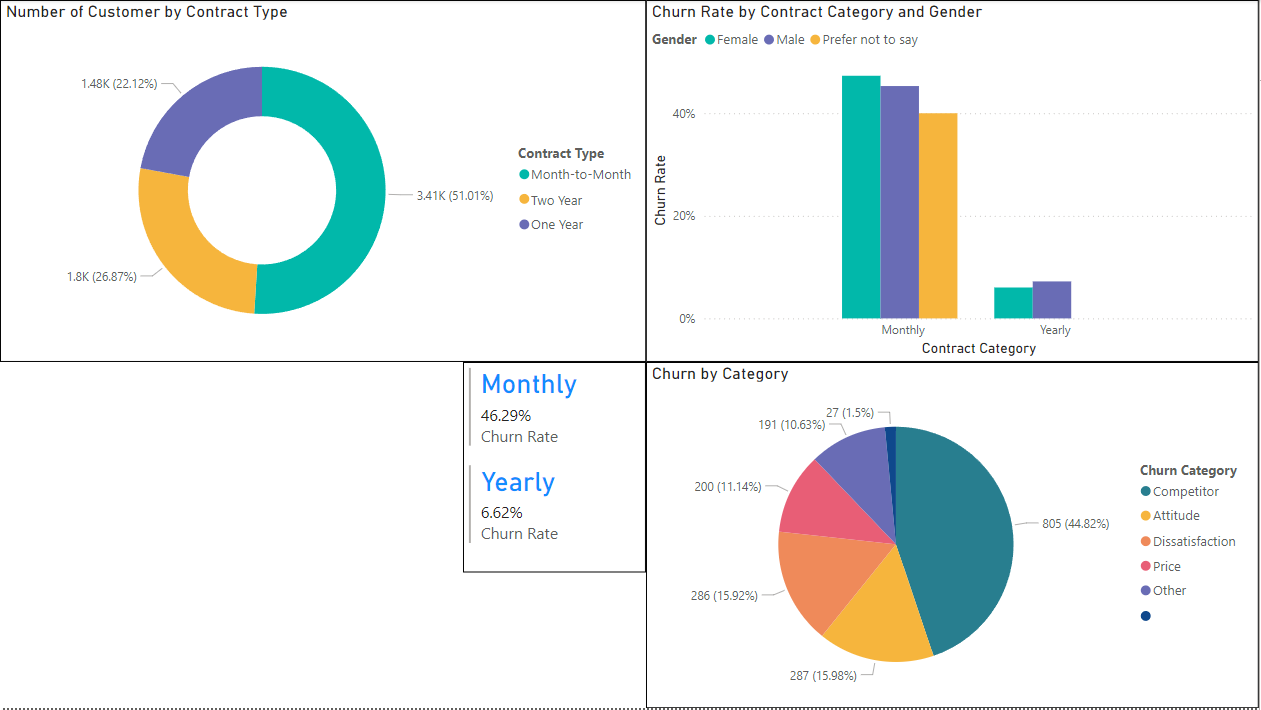 Number of Customer by Contract Type
1.48K (22.12%)
3.41K (51.01%)
1.8K (26.87%)
Contract Type
Month-to-Month
Two Year
One Year
Churn Rate by Contract Category and Gender
Gender Female Male Prefer not to say
Churn Rate
40%
20%
0%
Monthly Yearly
Contract Category
Monthly
46.29%
Churn Rate
Yearly
6.62%
Churn Rate
Churn by Category
27 (1.5%)
191 (10.63%)
200 (11.14%)
805 (44.82%)
286 (15.92%)
287 (15.98%)
Churn Category
Competitor
Attitude
Dissatisfaction
Price
Other